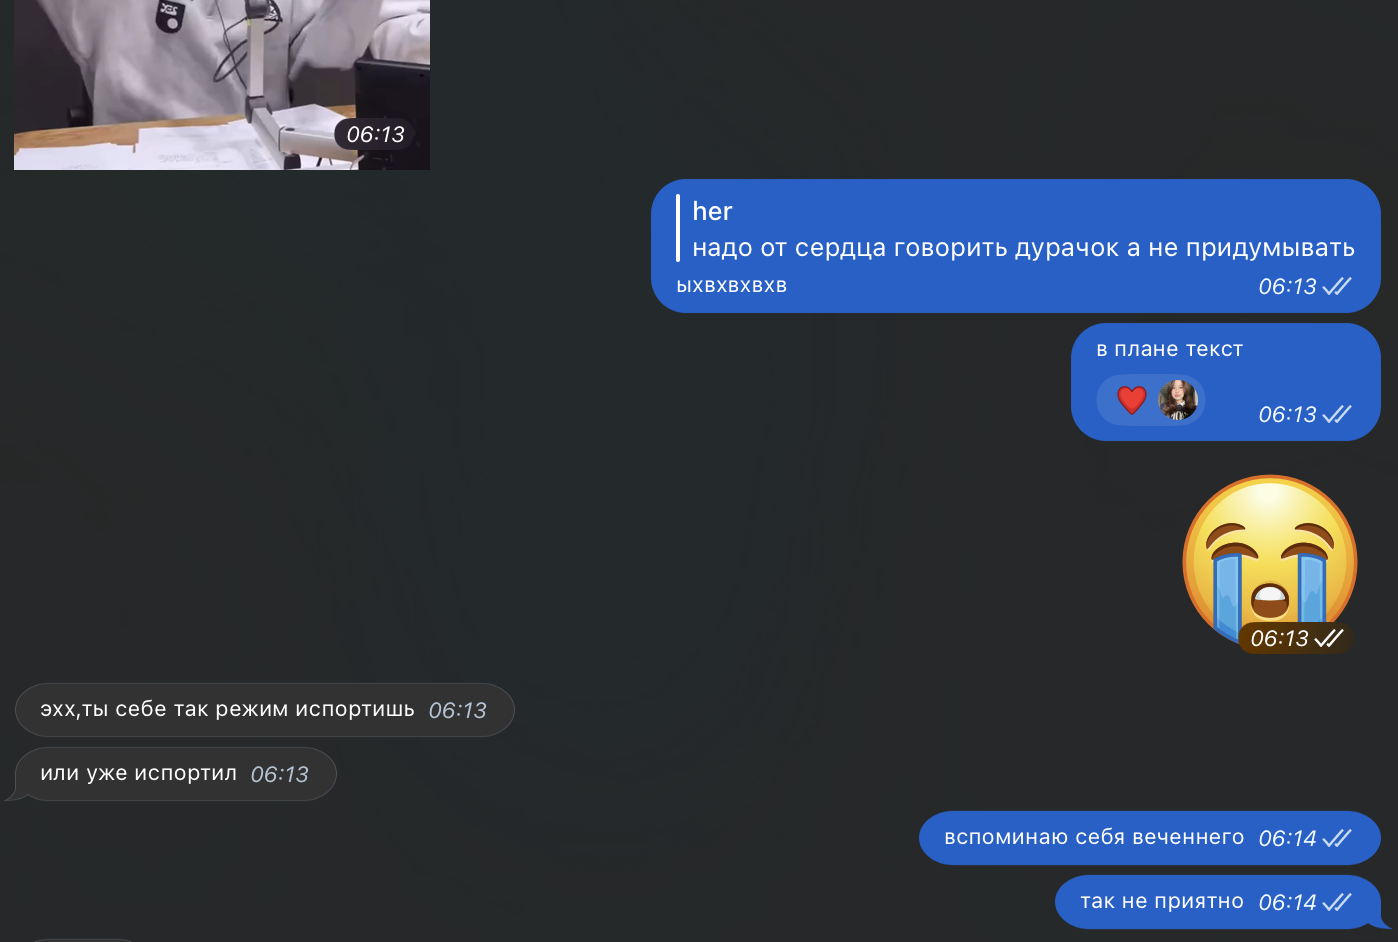 06:13
her
надо от сердца говорить дурачок а не придумывать
ыхвхвхвхв 06:13
в плане текст
06:13
06:13
эхх,ты себе так режим испортишь 06:13
или уже испортил 06:13
вспоминаю себя веченнего 06:14
так не приятно 06:14